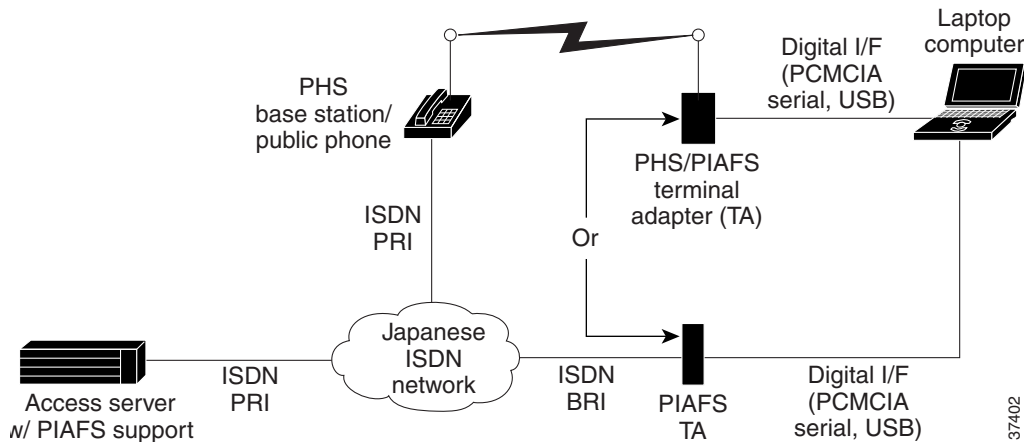 Laptop
computer
Digital I/F
(PCMCIA
serial, USB)
PHS
base station/
public phone
PHS/PIAFS
terminal
adapter (TA)
ISDN
PRI
Or
Japanese
ISDN
network
ISDN
PRI
ISDN
BRI
Access server
w/ PIAFS support
PIAFS
TA
Digital I/F
(PCMCIA
serial, USB)
37402